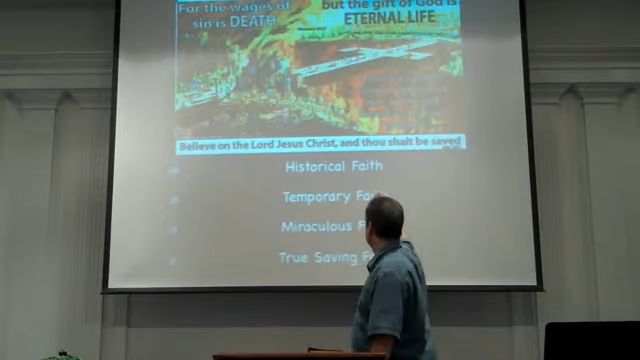 For the wages of
sin is DEATH
but the gift of God is
ETERNAL LIFE
Believe on the Lord Jesus Christ, and thou shalt be saved
Historical Faith
Temporary Fa
Miraculous F
True Saving F